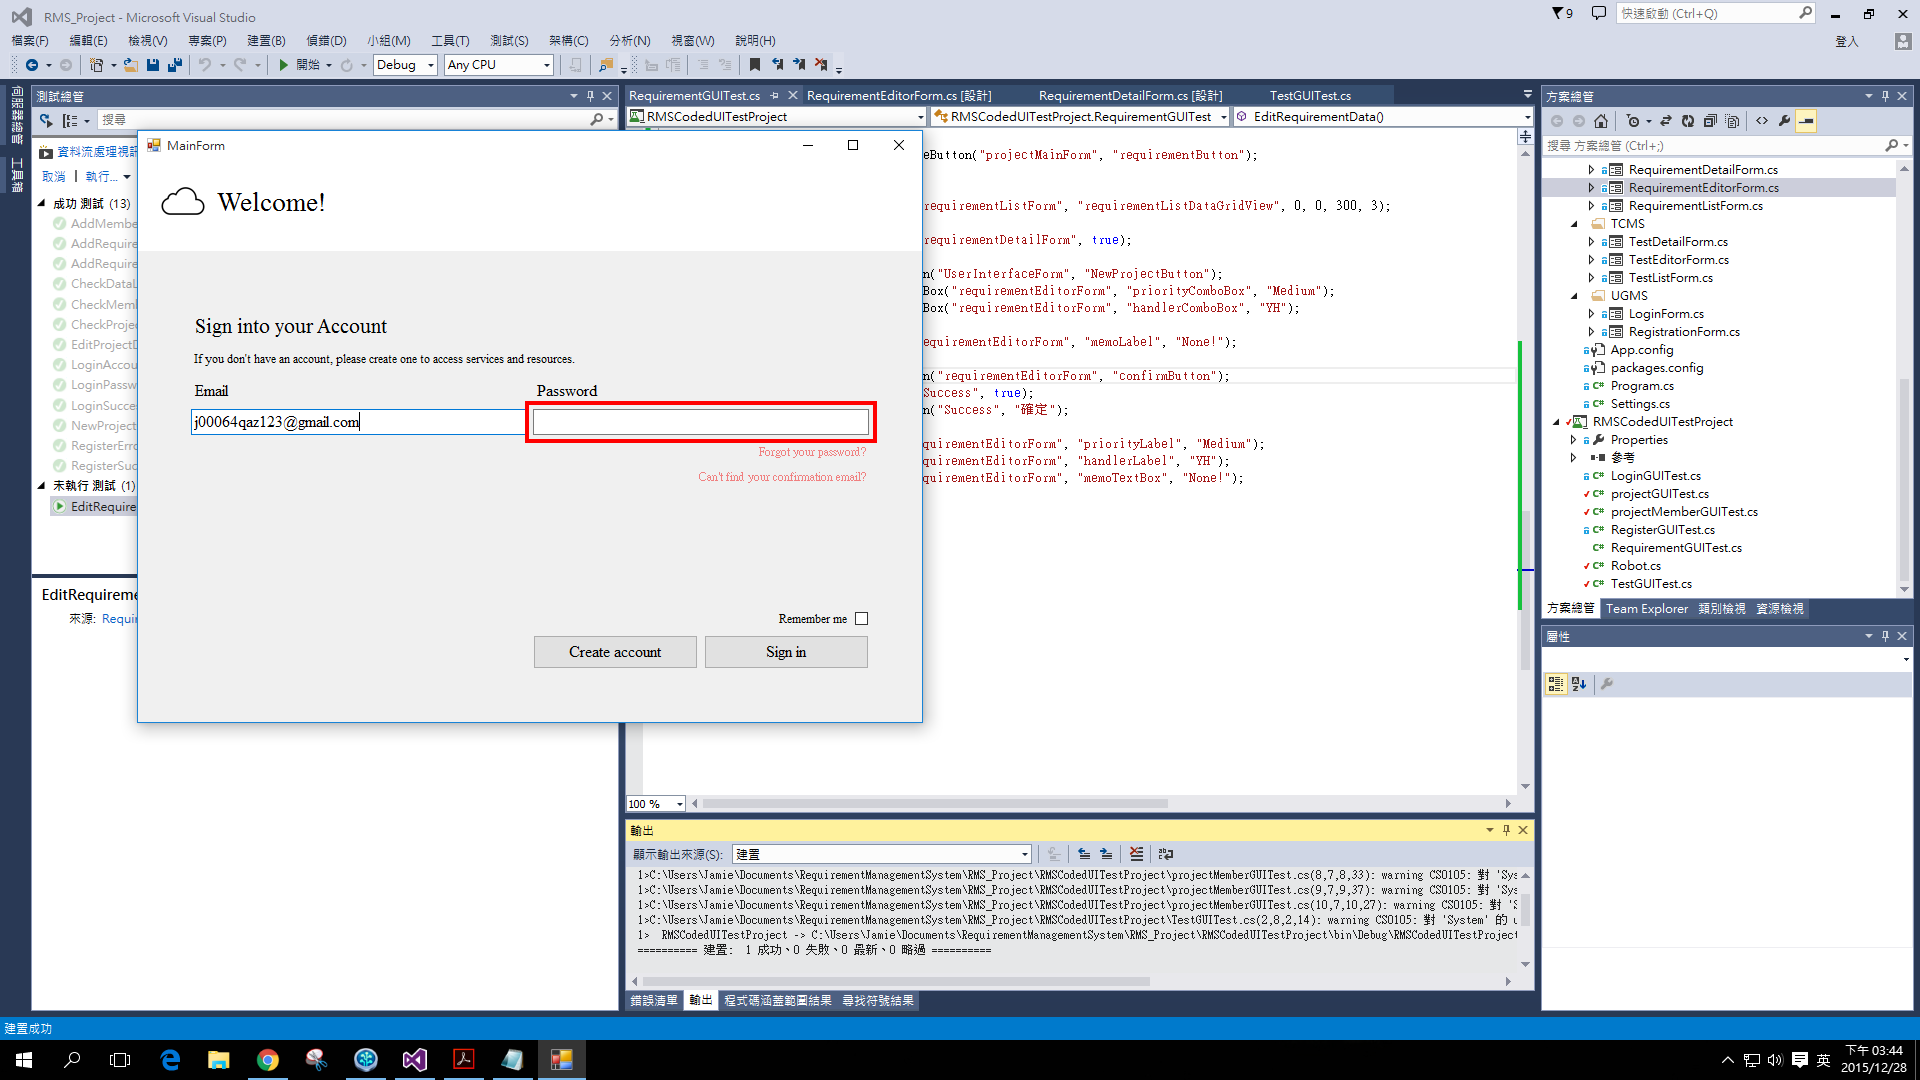 RMS_Project - Microsoft Visual Studio
9
快速啟動 (Ctrl+Q)
檔案(F) 編輯(E) 檢視(V) 專案(P) 建置(B) 偵錯(D) 小組(M) 工具(T) 測試(S) 架構(C) 分析(N) 視窗(W) 說明(H)
登入
開始 Debug Any CPU
伺服器總管
工具箱
測試總管
搜尋
資料流處理視訊
取消 | 執行...
成功 測試 (13)
AddMembe
AddRequire
AddRequire
CheckDataL
CheckMemb
CheckProjec
EditProjectD
LoginAccou
LoginPassw
LoginSucce
NewProject
RegisterErro
RegisterSuc
未執行 測試 (1)
EditRequire
EditRequireme
來源: Requir
MainForm
Welcome!
Sign into your Account
If you don't have an account, please create one to access services and resources.
Email
Password
j00064qaz123@gmail.com
Forgot your password?
Can't find your confirmation email?
Remember me
Create account
Sign in
RequirementGUITest.cs RequirementEditorForm.cs [設計] RequirementDetailForm.cs [設計] TestGUITest.cs
RMSCodedUITestProject RMSCodedUITestProject.RequirementGUITest EditRequirementData()
eButton("projectMainForm", "requirementButton");
requirementListForm", "requirementListDataGridView", 0, 0, 300, 3);
requirementDetailForm", true);
n("UserInterfaceForm", "NewProjectButton");
Box("requirementEditorForm", "priorityComboBox", "Medium");
Box("requirementEditorForm", "handlerComboBox", "YH");
quirementEditorForm", "memoLabel", "None!");
n("requirementEditorForm", "confirmButton");
Success", true);
n("Success", "確定");
quirementEditorForm", "priorityLabel", "Medium");
quirementEditorForm", "handlerLabel", "YH");
quirementEditorForm", "memoTextBox", "None!");
100 %
輸出
顯示輸出來源(S): 建置
1>C:\Users\Jamie\Documents\RequirementManagementSystem\RMS_Project\RMSCodedUITestProject\projectMemberGUITest.cs(8,7,8,33): warning CS0105: 對 'Sys
1>C:\Users\Jamie\Documents\RequirementManagementSystem\RMS_Project\RMSCodedUITestProject\projectMemberGUITest.cs(9,7,9,37): warning CS0105: 對 'Sys
1>C:\Users\Jamie\Documents\RequirementManagementSystem\RMS_Project\RMSCodedUITestProject\projectMemberGUITest.cs(10,7,10,27): warning CS0105: 對 'S
1>C:\Users\Jamie\Documents\RequirementManagementSystem\RMS_Project\RMSCodedUITestProject\TestGUITest.cs(2,8,2,14): warning CS0105: 對 'System' 的 u
1> RMSCodedUITestProject -> C:\Users\Jamie\Documents\RequirementManagementSystem\RMS_Project\RMSCodedUITestProject\bin\Debug\RMSCodedUITestProject
========== 建置: 1 成功、0 失敗、0 最新、0 略過 ==========
錯誤清單 輸出 程式碼涵蓋範圍結果 尋找符號結果
方案總管
搜尋 方案總管 (Ctrl+;)
RequirementDetailForm.cs
RequirementEditorForm.cs
RequirementListForm.cs
TCMS
TestDetailForm.cs
TestEditorForm.cs
TestListForm.cs
UGMS
LoginForm.cs
RegistrationForm.cs
App.config
packages.config
Program.cs
Settings.cs
RMSCodedUITestProject
Properties
參考
LoginGUITest.cs
projectGUITest.cs
projectMemberGUITest.cs
RegisterGUITest.cs
RequirementGUITest.cs
Robot.cs
TestGUITest.cs
方案總管 Team Explorer 類別檢視 資源檢視
屬性
建置成功
英
下午 03:44
2015/12/28